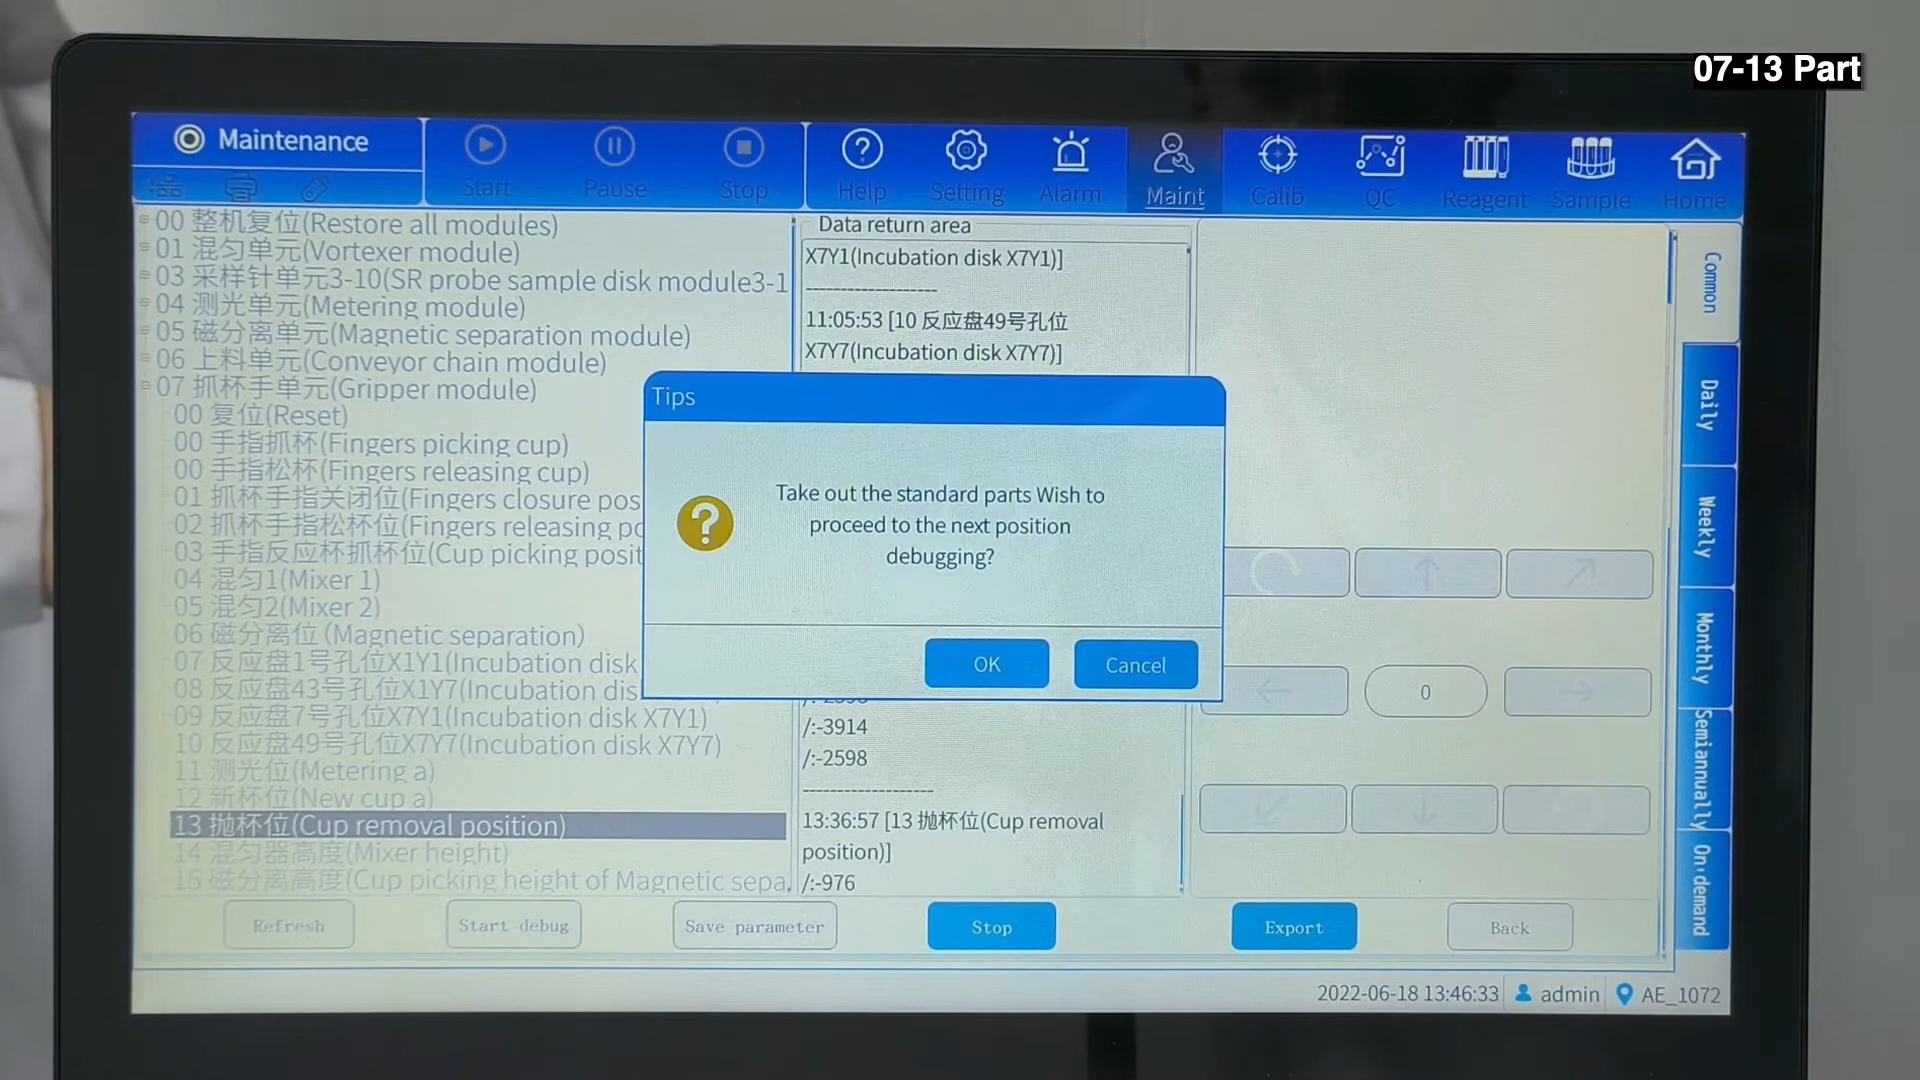 07-13 Part
Maintenance
Start
Pause
Stop
Help
Setting
Alarm
Maint
Calib
QC
Reagent
Sample
Home
00 整机复位(Restore all modules)
01 混匀单元(Vortexer module)
03 采样针单元3-10(SR probe sample disk module3-1
04 测光单元(Metering module)
05 磁分离单元(Magnetic separation module)
06 上料单元(Conveyor chain module)
07 抓杯手单元(Gripper module)
00 复位(Reset)
00 手指抓杯(Fingers picking cup)
00 手指松杯(Fingers releasing cup)
01 抓杯手指关闭位(Fingers closure pos
02 抓杯手指松杯位(Fingers releasing po
03 手指反应杯抓杯位(Cup picking posit
04 混匀1(Mixer 1)
05 混匀2(Mixer 2)
06 磁分离位(Magnetic separation)
07 反应盘1号孔位X1Y1(Incubation disk
08 反应盘43号孔位X1Y7(Incubation dis
09 反应盘7号孔位X7Y1(Incubation disk X7Y1)
10 反应盘49号孔位X7Y7(Incubation disk X7Y7)
11 测光位(Metering a)
12 新杯位(New cup a)
13 抛杯位(Cup removal position)
14 混匀器高度(Mixer height)
15 磁分离高度(Cup picking height of Magnetic sepa
Data return area
X7Y1(Incubation disk X7Y1)]
-------------------
11:05:53 [10 反应盘49号孔位
X7Y7(Incubation disk X7Y7)]
Tips
Take out the standard parts Wish to
proceed to the next position
debugging?
OK
Cancel
/:-3914
/:-2598
-------------------
13:36:57 [13 抛杯位(Cup removal
position)]
/:-976
0
Common
Daily
Weekly
Monthly
Semiannually
On-demand
Refresh
Start debug
Save parameter
Stop
Export
Back
2022-06-18 13:46:33
admin
AE_1072